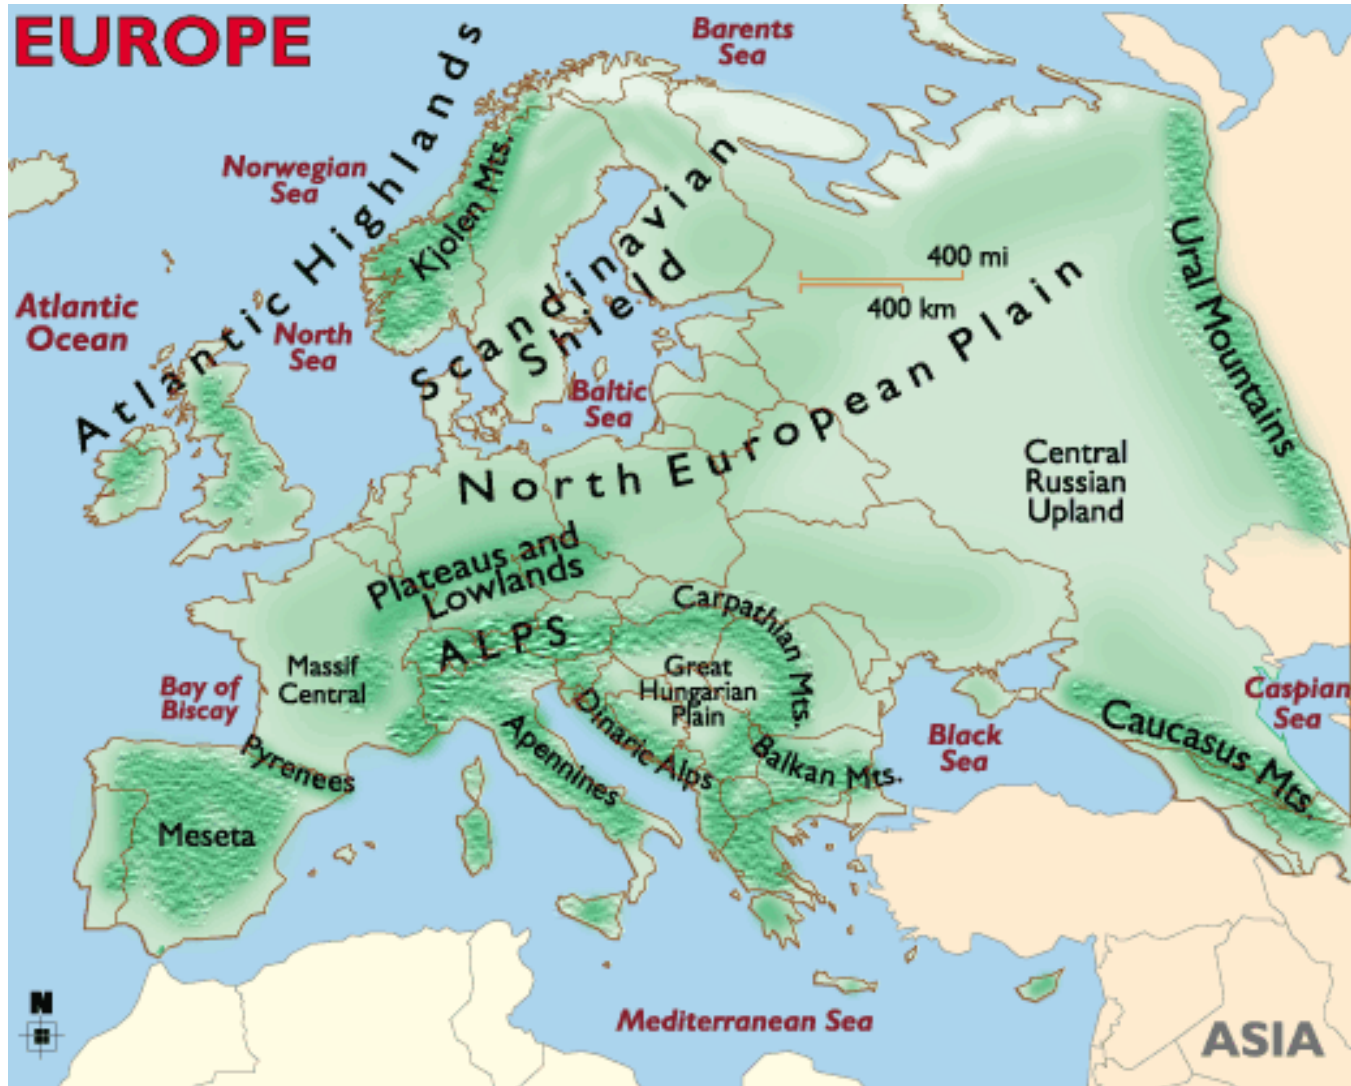 EUROPE
Barents
Sea
Atlantic Highlands
Norwegian
Sea
Kjolen Mts.
Scandinavian
Shield
Ural Mountains
400 mi
400 km
Atlantic
Ocean
North
Sea
Baltic
Sea
North European Plain
Central
Russian
Upland
Plateaus and
Lowlands
Carpathian Mts.
ALPS
Massif
Central
Great
Hungarian
Plain
Bay of
Biscay
Caspian
Sea
Pyrenees
Apennines
Dinaric Alps
Balkan Mts.
Black
Sea
Caucasus Mts.
Meseta
N
Mediterranean Sea
ASIA